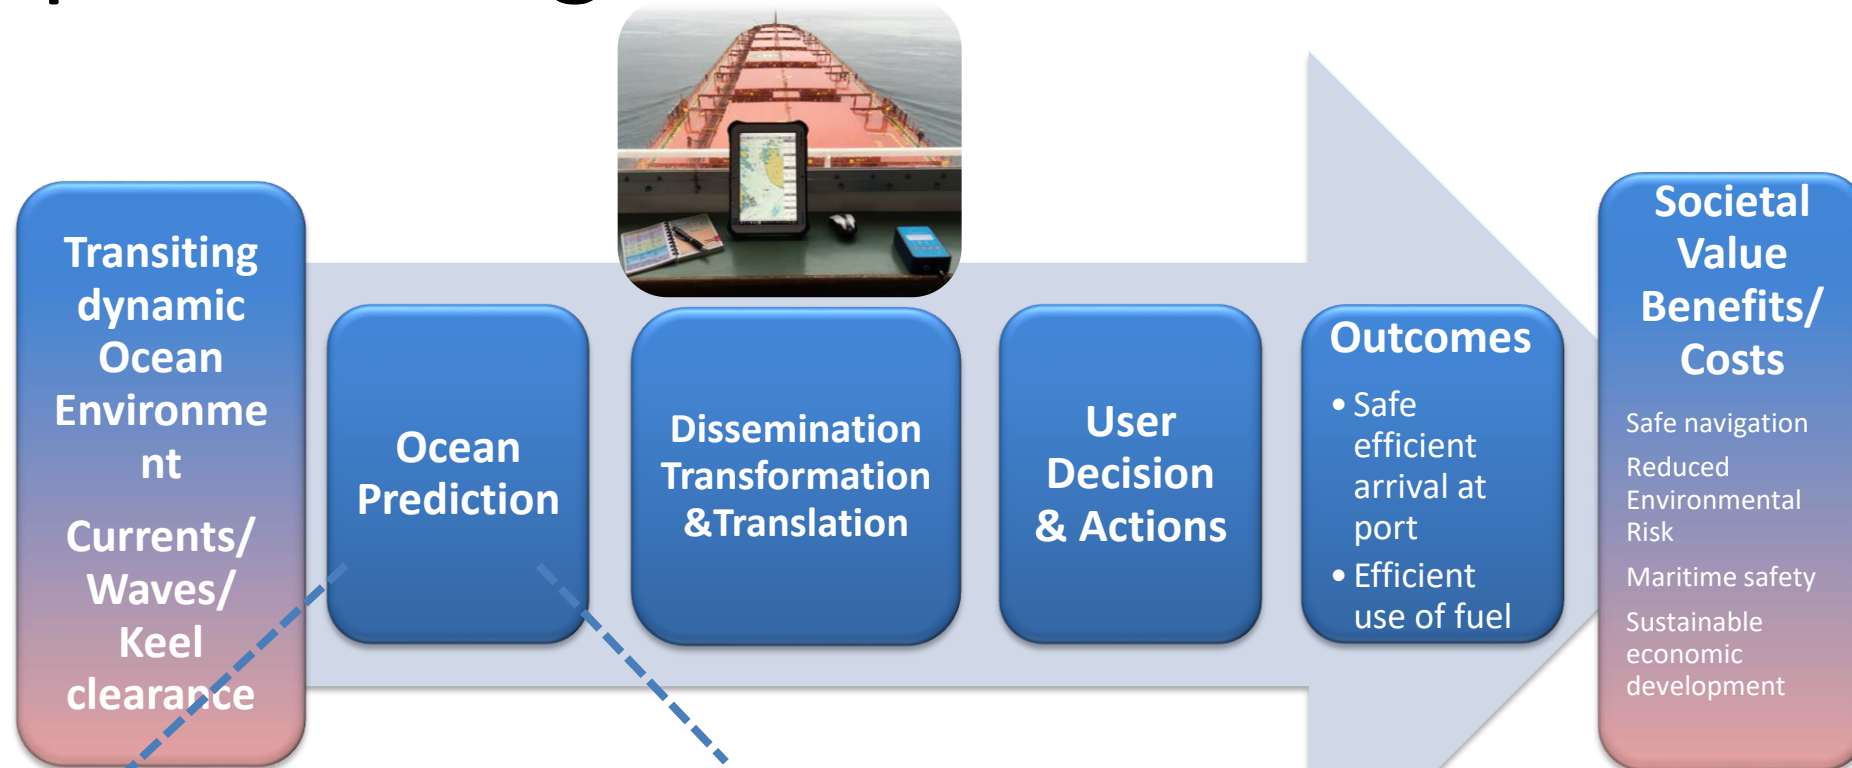 Transiting
dynamic
Ocean
Environme
nt
Currents/
Waves/
Keel
clearance
Ocean
Prediction
Dissemination
Transformation
&Translation
User
Decision
& Actions
Outcomes
• Safe
efficient
arrival at
port
• Efficient
use of fuel
Societal
Value
Benefits/
Costs
Safe navigation
Reduced
Environmental
Risk
Maritime safety
Sustainable
economic
development